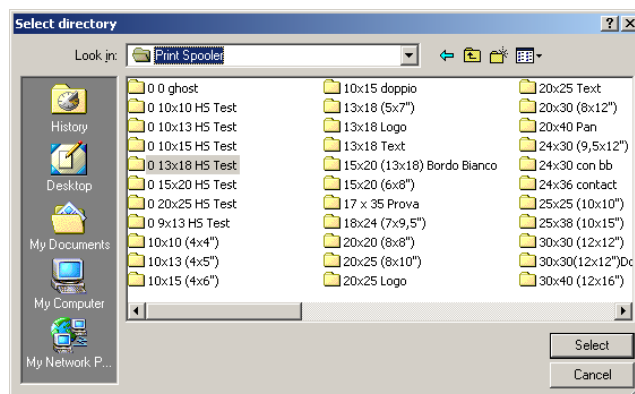 Select directory
Look in: Print Spooler
History
Desktop
My Documents
My Computer
My Network P...
0 0 ghost
0 10x10 HS Test
0 10x13 HS Test
0 10x15 HS Test
0 13x18 HS Test
0 15x20 HS Test
0 20x25 HS Test
0 9x13 HS Test
10x10 (4x4")
10x13 (4x5")
10x15 (4x6")
10x15 doppio
13x18 (5x7")
13x18 Logo
13x18 Text
15x20 (13x18) Bordo Bianco
15x20 (6x8")
17 x 35 Prova
18x24 (7x9,5")
20x20 (8x8")
20x25 (8x10")
20x25 Logo
20x25 Text
20x30 (8x12")
20x40 Pan
24x30 (9,5x12")
24x30 con bb
24x36 contact
25x25 (10x10")
25x38 (10x15")
30x30 (12x12")
30x30(12x12")Do
30x40 (12x16")
Select
Cancel